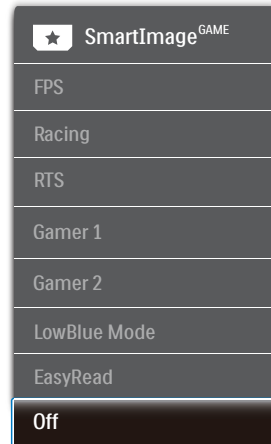 SmartImage GAME
FPS
Racing
RTS
Gamer 1
Gamer 2
LowBlue Mode
EasyRead
Off